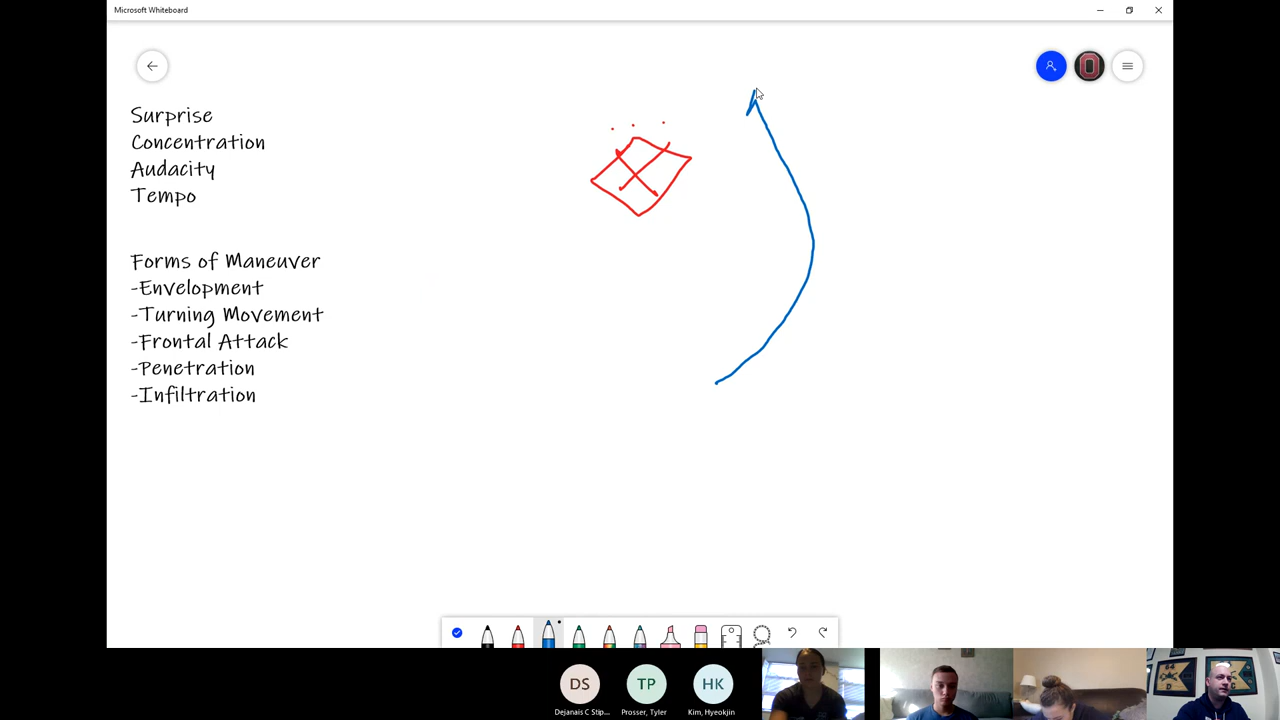 Microsoft Whiteboard
Surprise
Concentration
Audacity
Tempo
Forms of Maneuver
-Envelopment
-Turning Movement
-Frontal Attack
-Penetration
-Infiltration
DS
TP
HK
Dejanais C Stip...
Prosser, Tyler
Kim, Hyeokjin